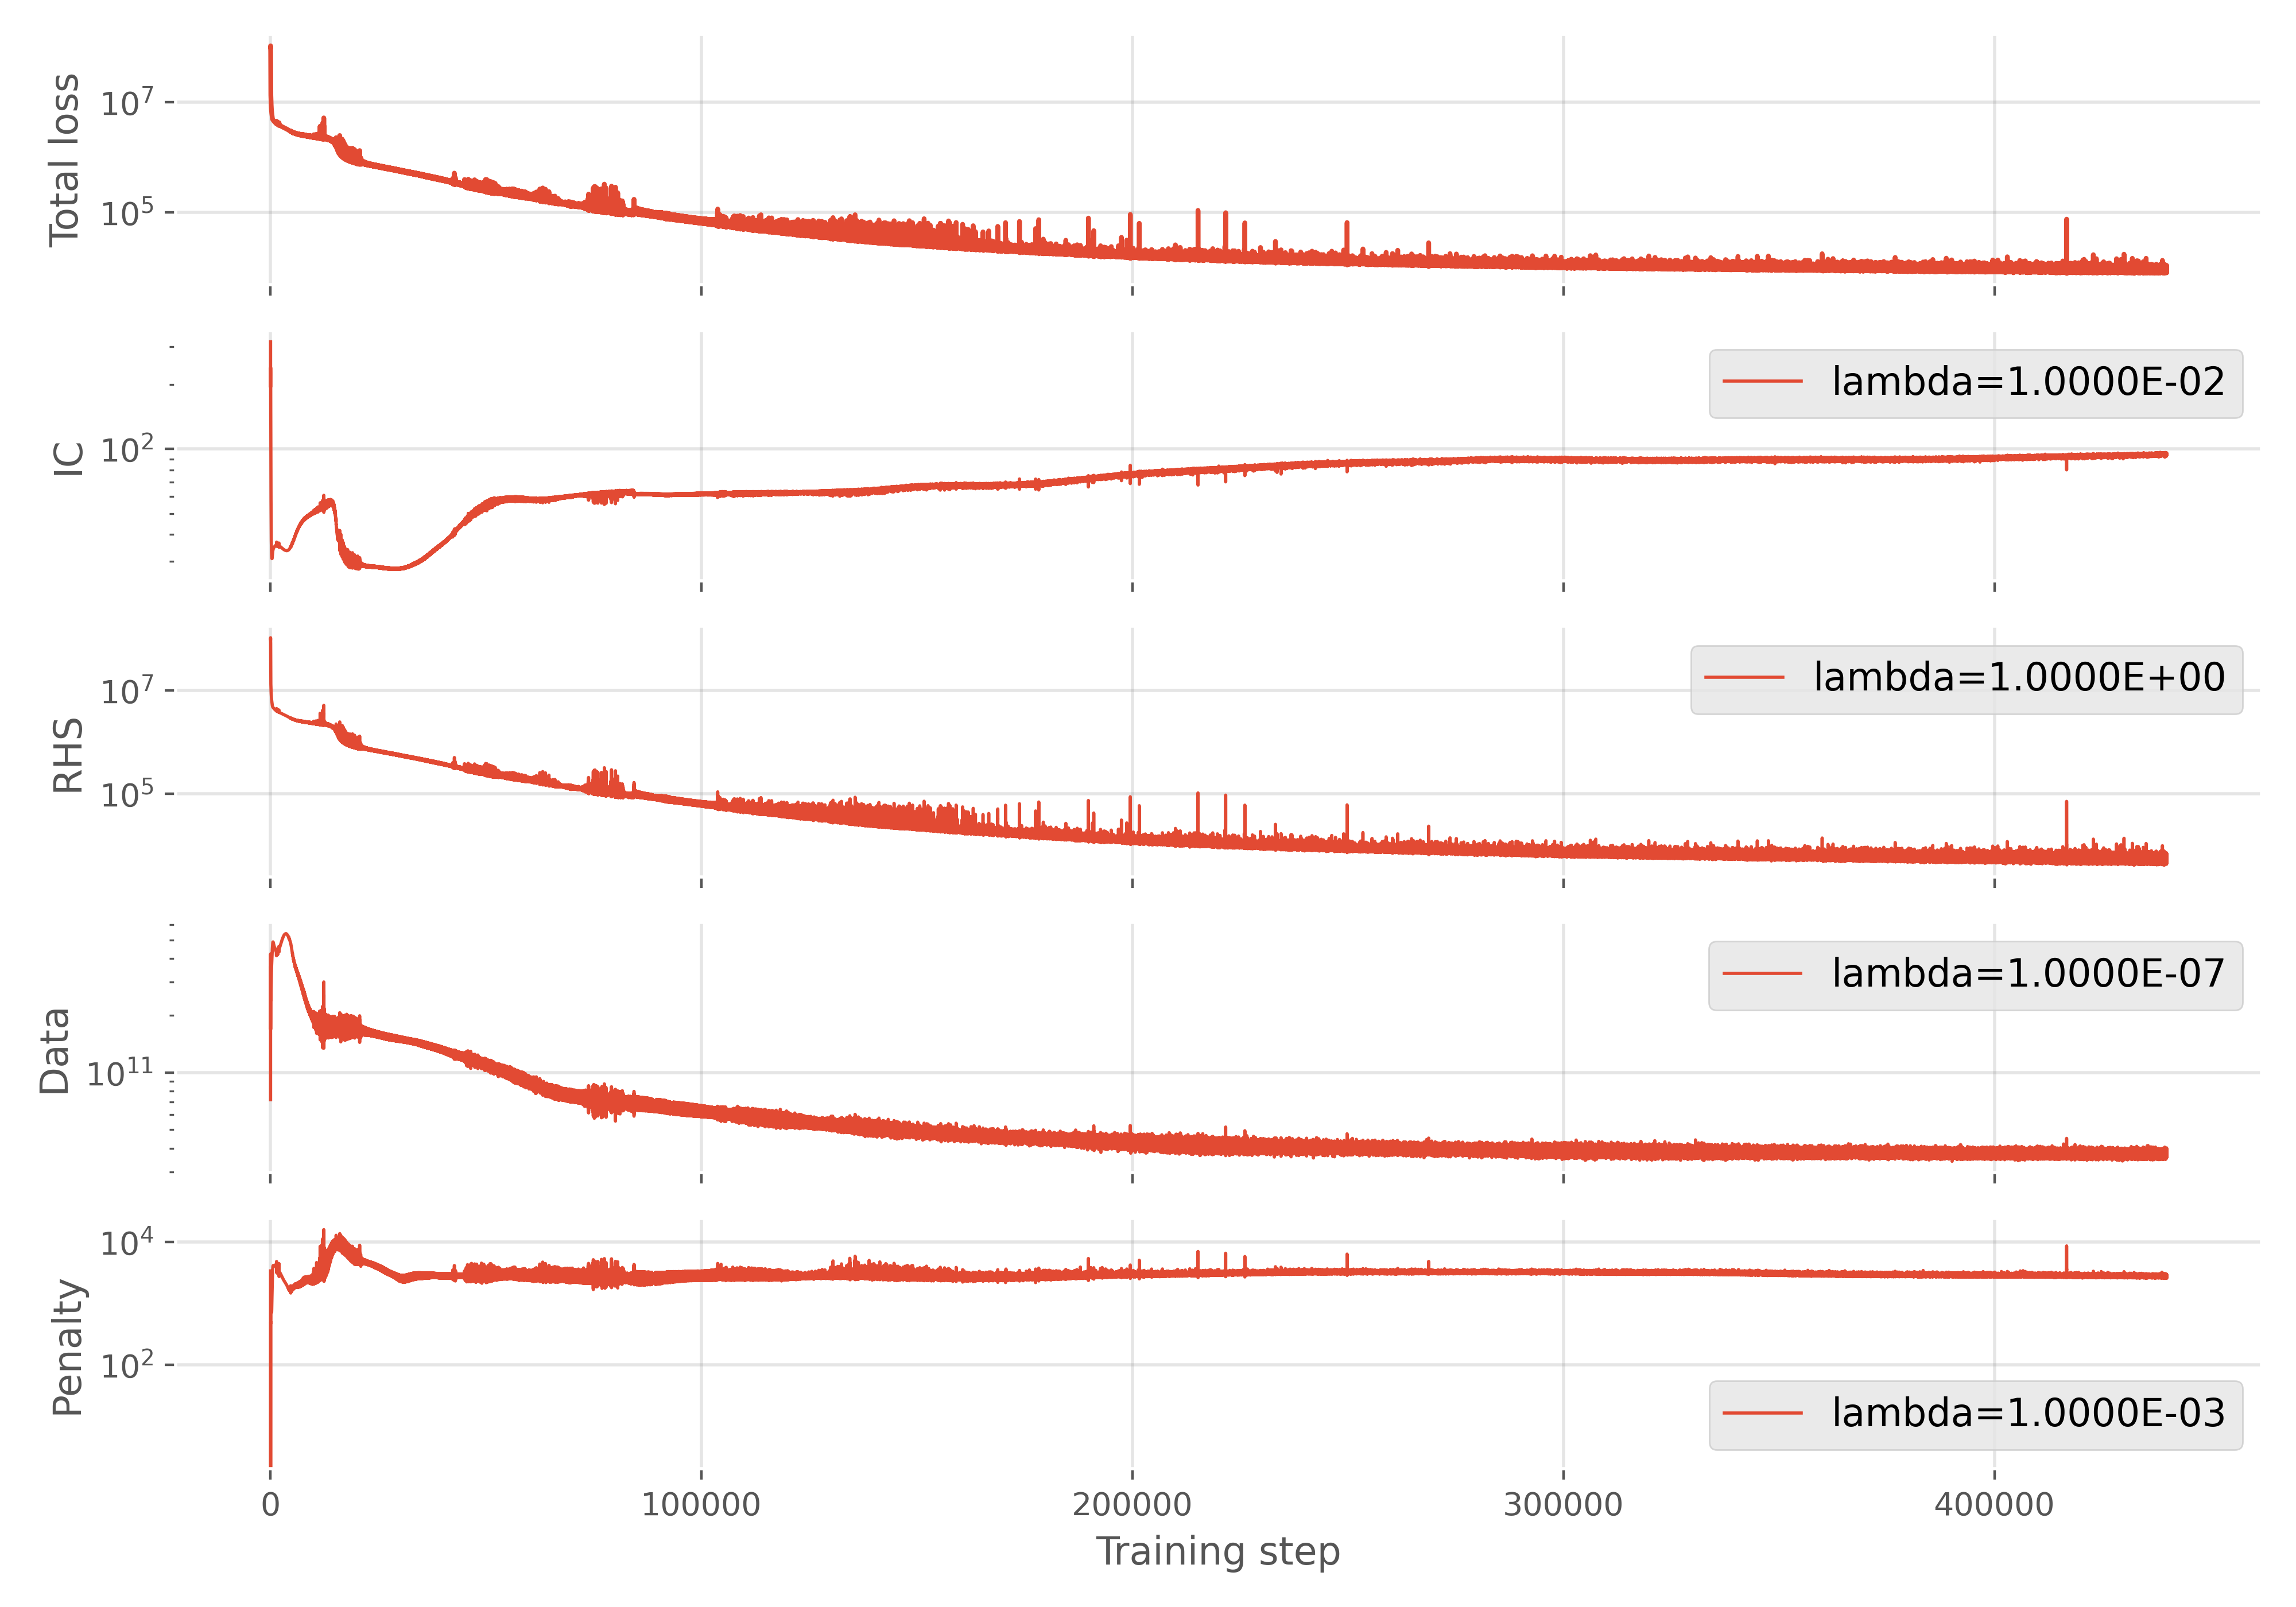 Total loss
10^7
10^5
IC
10^2
lambda=1.0000E-02
RHS
10^7
10^5
lambda=1.0000E+00
Data
10^11
lambda=1.0000E-07
Penalty
10^4
10^2
lambda=1.0000E-03
0 100000 200000 300000 400000
Training step